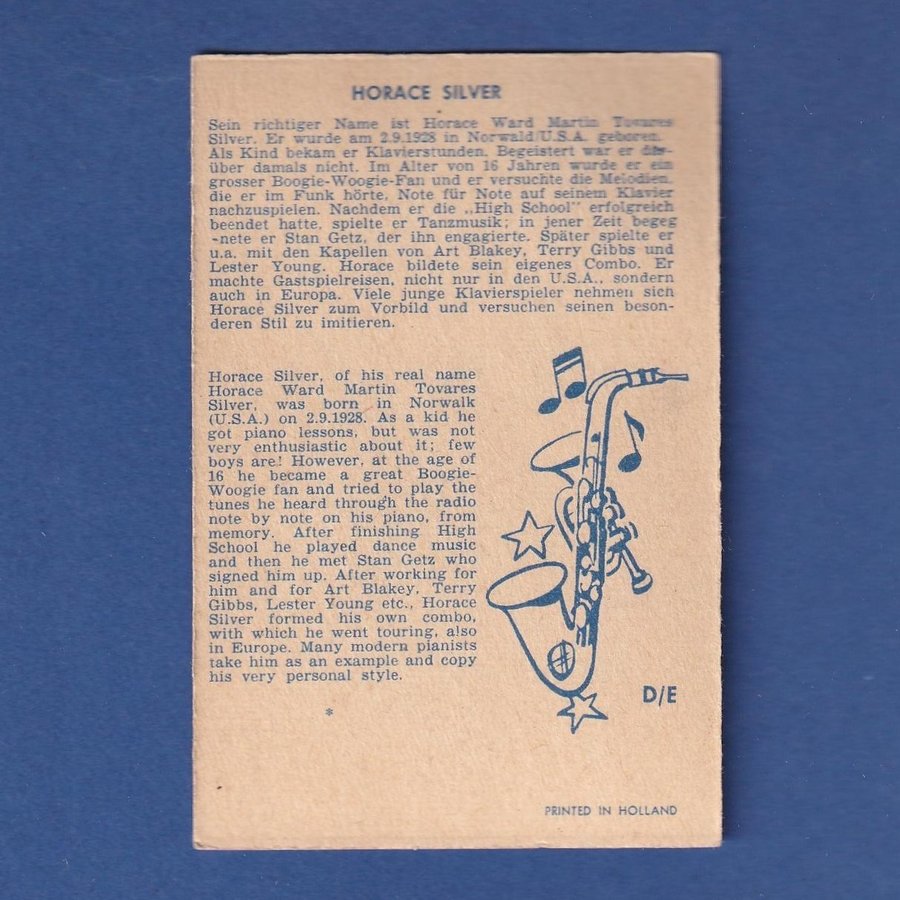 HORACE SILVER
Sein richtiger Name ist Horace Ward Martin Tovares
Silver. Er wurde am 2.9.1928 in Norwald/U.S.A. geboren.
Als Kind bekam er Klavierstunden. Begeistert war er
über damals nicht. Im Alter von 16 Jahren wurde er ein
grosser Boogie-Woogie-Fan und er versuchte die Melodien,
die er im Funk hörte, Note für Note auf seinem Klavier
nachzuspielen. Nachdem er die „High School" erfolgreich
beendet hatte, spielte er Tanzmusik; in jener Zeit begeg
-nete er Stan Getz, der ihn engagierte. Später spielte er
u.a. mit den Kapellen von Art Blakey, Terry Gibbs und
Lester Young. Horace bildete sein eigenes Combo. Er
machte Gastspielreisen, nicht nur in den U.S.A., sondern
auch in Europa. Viele junge Klavierspieler nehmen sich
Horace Silver zum Vorbild und versuchen seinen beson-
deren Stil zu imitieren.
Horace Silver, of his real name
Horace Ward Martin Tovares
Silver, was born in Norwalk
(U.S.A.) on 2.9.1928. As a kid he
got piano lessons, but was not
very enthusiastic about it; few
boys are! However, at the age of
16 he became a great Boogie-
Woogie fan and tried to play the
tunes he heard through the radio
note by note on his piano, from
memory. After finishing High
School he played dance music
and then he met Stan Getz who
signed him up. After working for
him and for Art Blakey, Terry
Gibbs, Lester Young etc., Horace
Silver formed his own combo,
with which he went touring, also
in Europe. Many modern pianists
take him as an example and copy
his very personal style.
*
D/E
PRINTED IN HOLLAND